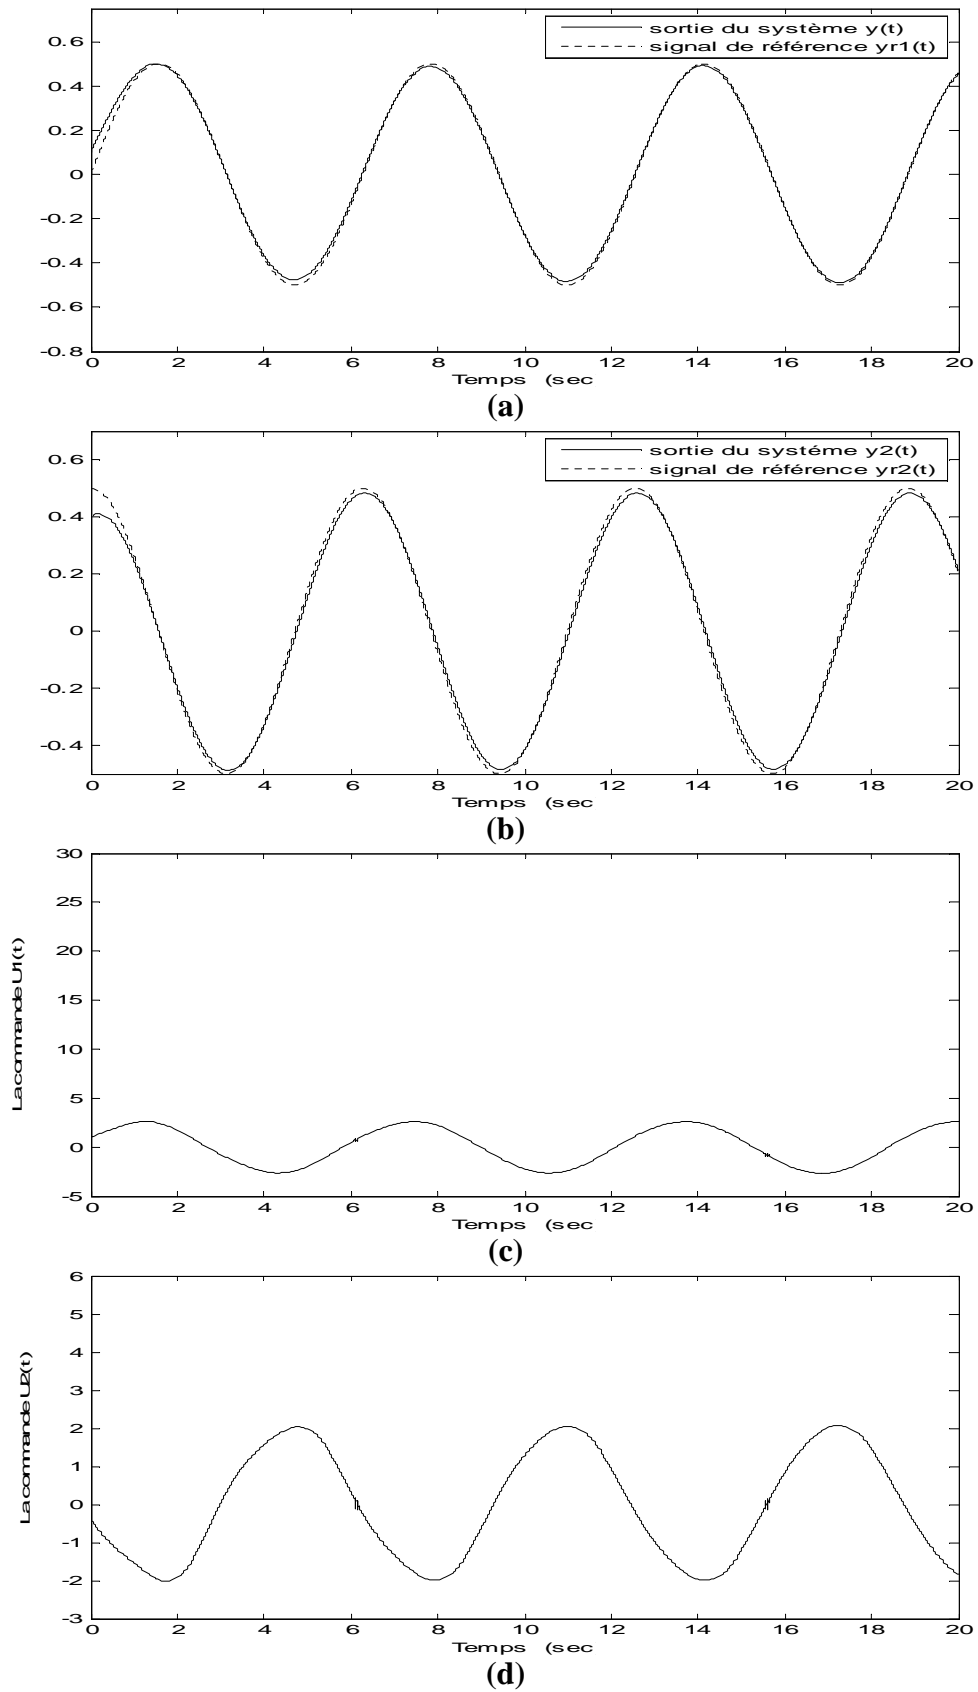 sortie du système y(t)
signal de référence yr1(t)
0.6
0.4
0.2
0
-0.2
-0.4
-0.6
-0.8
0 2 4 6 8 10 12 14 16 18 20
Temps (sec
(a)
sortie du systéme y2(t)
signal de référence yr2(t)
0.6
0.4
0.2
0
-0.2
-0.4
0 2 4 6 8 10 12 14 16 18 20
Temps (sec
(b)
La commande U1(t)
30
25
20
15
10
5
0
-5
0 2 4 6 8 10 12 14 16 18 20
Temps (sec
(c)
La commande U2(t)
6
5
4
3
2
1
0
-1
-2
-3
0 2 4 6 8 10 12 14 16 18 20
Temps (sec
(d)